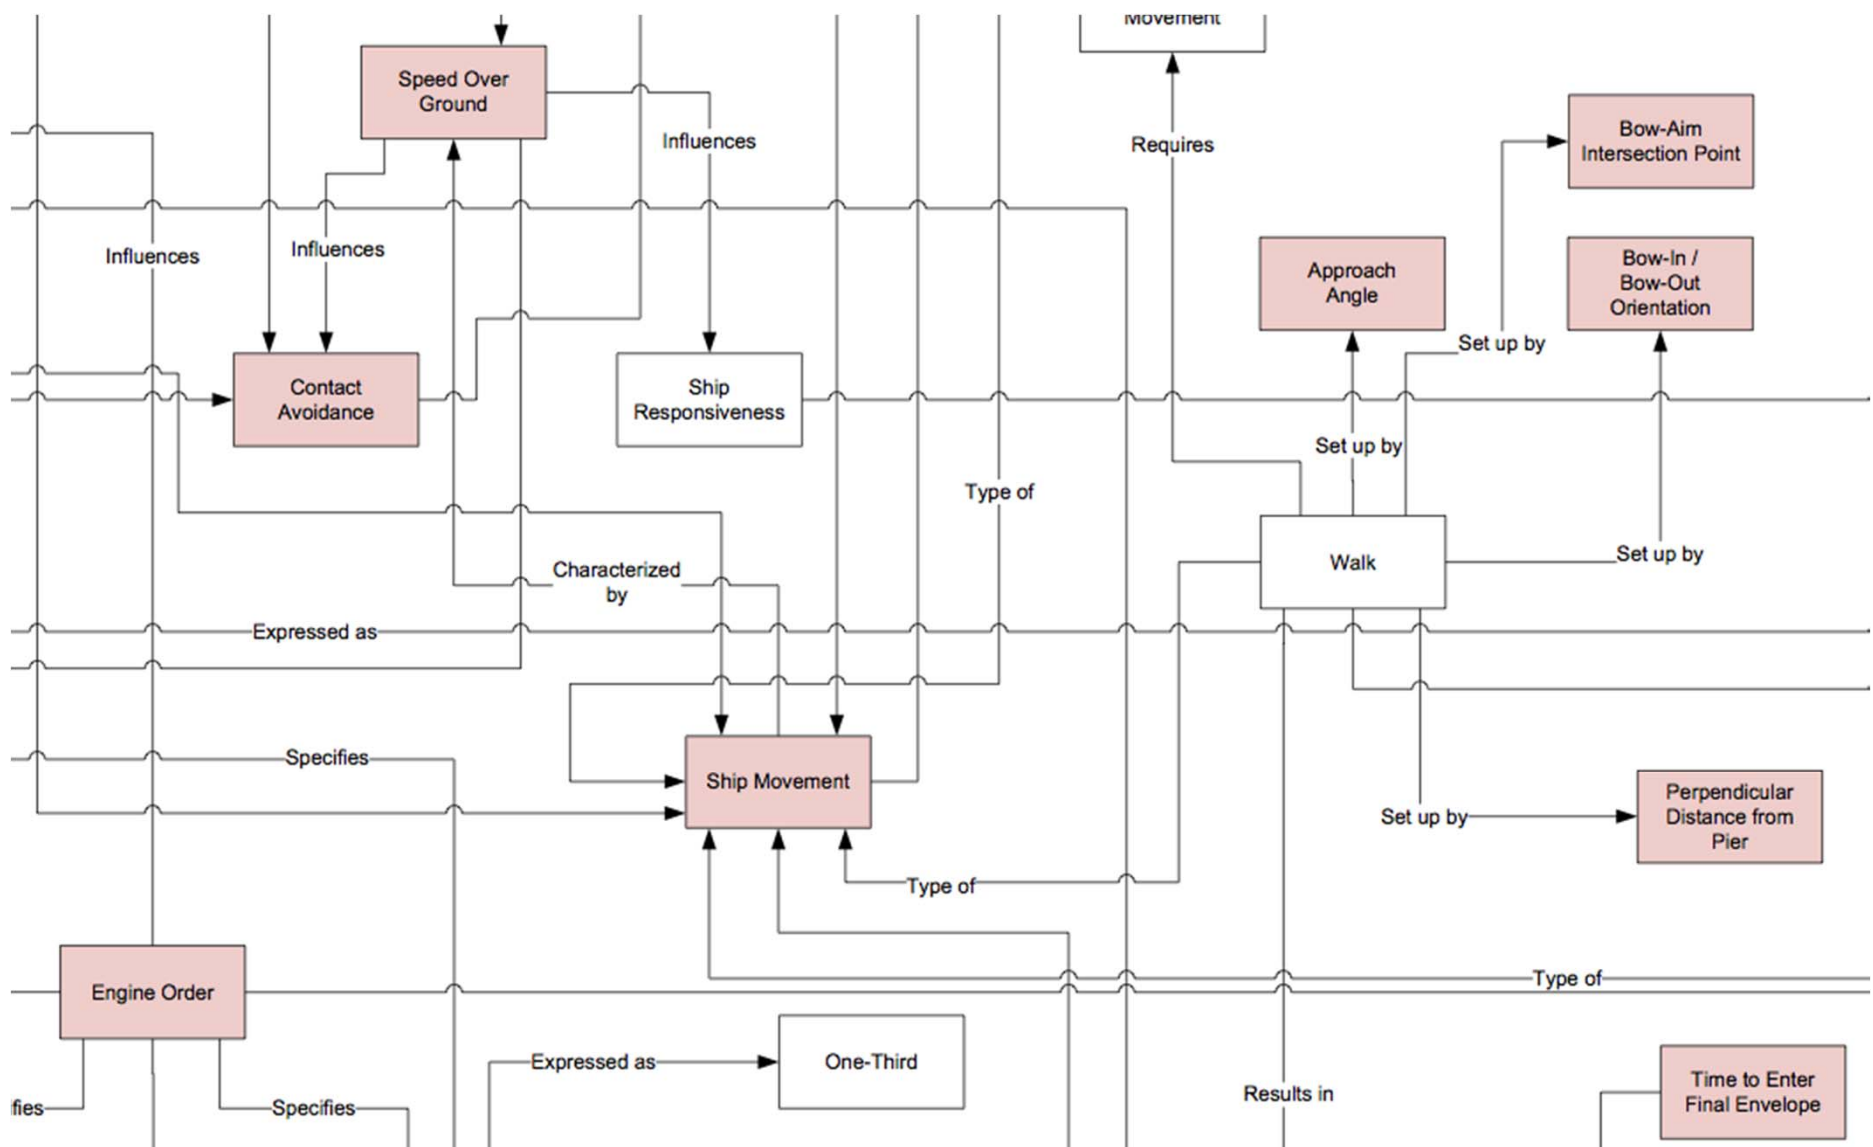 Movement
Speed Over
Ground
Bow-Aim
Intersection Point
Influences
Requires
Influences
Influences
Approach
Angle
Bow-In /
Bow-Out
Orientation
Set up by
Contact
Avoidance
Ship
Responsiveness
Set up by
Type of
Walk
Set up by
Characterized
by
Expressed as
Specifies
Ship Movement
Perpendicular
Distance from
Pier
Set up by
Type of
Type of
Engine Order
Expressed as
One-Third
Time to Enter
Final Envelope
Results in
fies
Specifies